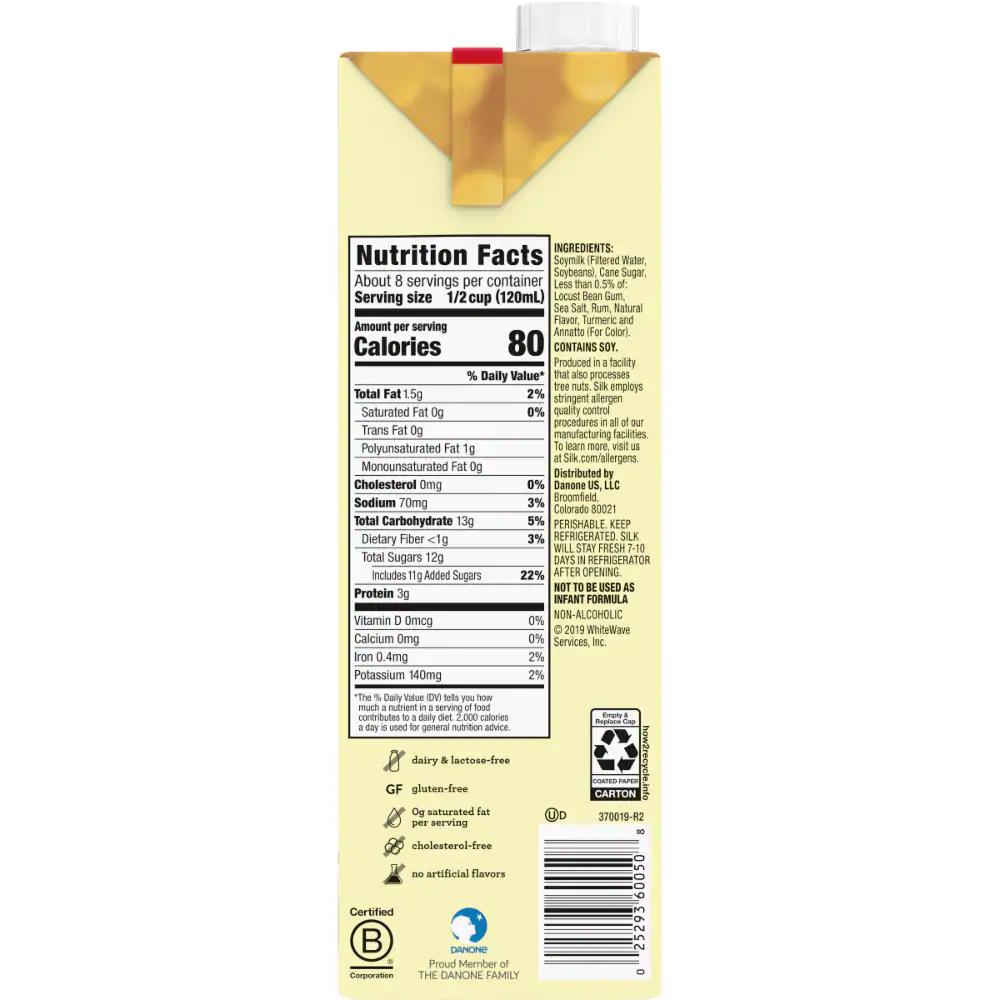 Nutrition Facts
About 8 servings per container
Serving size 1/2 cup (120mL)
Amount per serving
Calories 80
% Daily Value*
Total Fat 1.5g 2%
Saturated Fat 0g 0%
Trans Fat 0g
Polyunsaturated Fat 1g
Monounsaturated Fat 0g
Cholesterol 0mg 0%
Sodium 70mg 3%
Total Carbohydrate 13g 5%
Dietary Fiber <1g 3%
Total Sugars 12g
Includes 11g Added Sugars 22%
Protein 3g
Vitamin D 0mcg 0%
Calcium 0mg 0%
Iron 0.4mg 2%
Potassium 140mg 2%
*The % Daily Value (DV) tells you how
much a nutrient in a serving of food
contributes to a daily diet. 2,000 calories
a day is used for general nutrition advice.
INGREDIENTS:
Soymilk (Filtered Water,
Soybeans), Cane Sugar,
Less than 0.5% of:
Locust Bean Gum,
Sea Salt, Rum, Natural
Flavor, Turmeric and
Annatto (For Color).
CONTAINS SOY.
Produced in a facility
that also processes
tree nuts. Silk employs
stringent allergen
quality control
procedures in all of our
manufacturing facilities.
To learn more, visit us
at Silk.com/allergens.
Distributed by
Danone US, LLC
Broomfield,
Colorado 80021
PERISHABLE. KEEP
REFRIGERATED. SILK
WILL STAY FRESH 7-10
DAYS IN REFRIGERATOR
AFTER OPENING.
NOT TO BE USED AS
INFANT FORMULA
NON-ALCOHOLIC
© 2019 WhiteWave
Services, Inc.
Empty &
Replace Cap
COATED PAPER
CARTON
how2recycle.info
dairy & lactose-free
GF gluten-free
0g saturated fat
per serving
cholesterol-free
no artificial flavors
UD 370019-R2
0 25293 60050 8
Certified
B
®
Corporation
DANONE
Proud Member of
THE DANONE FAMILY